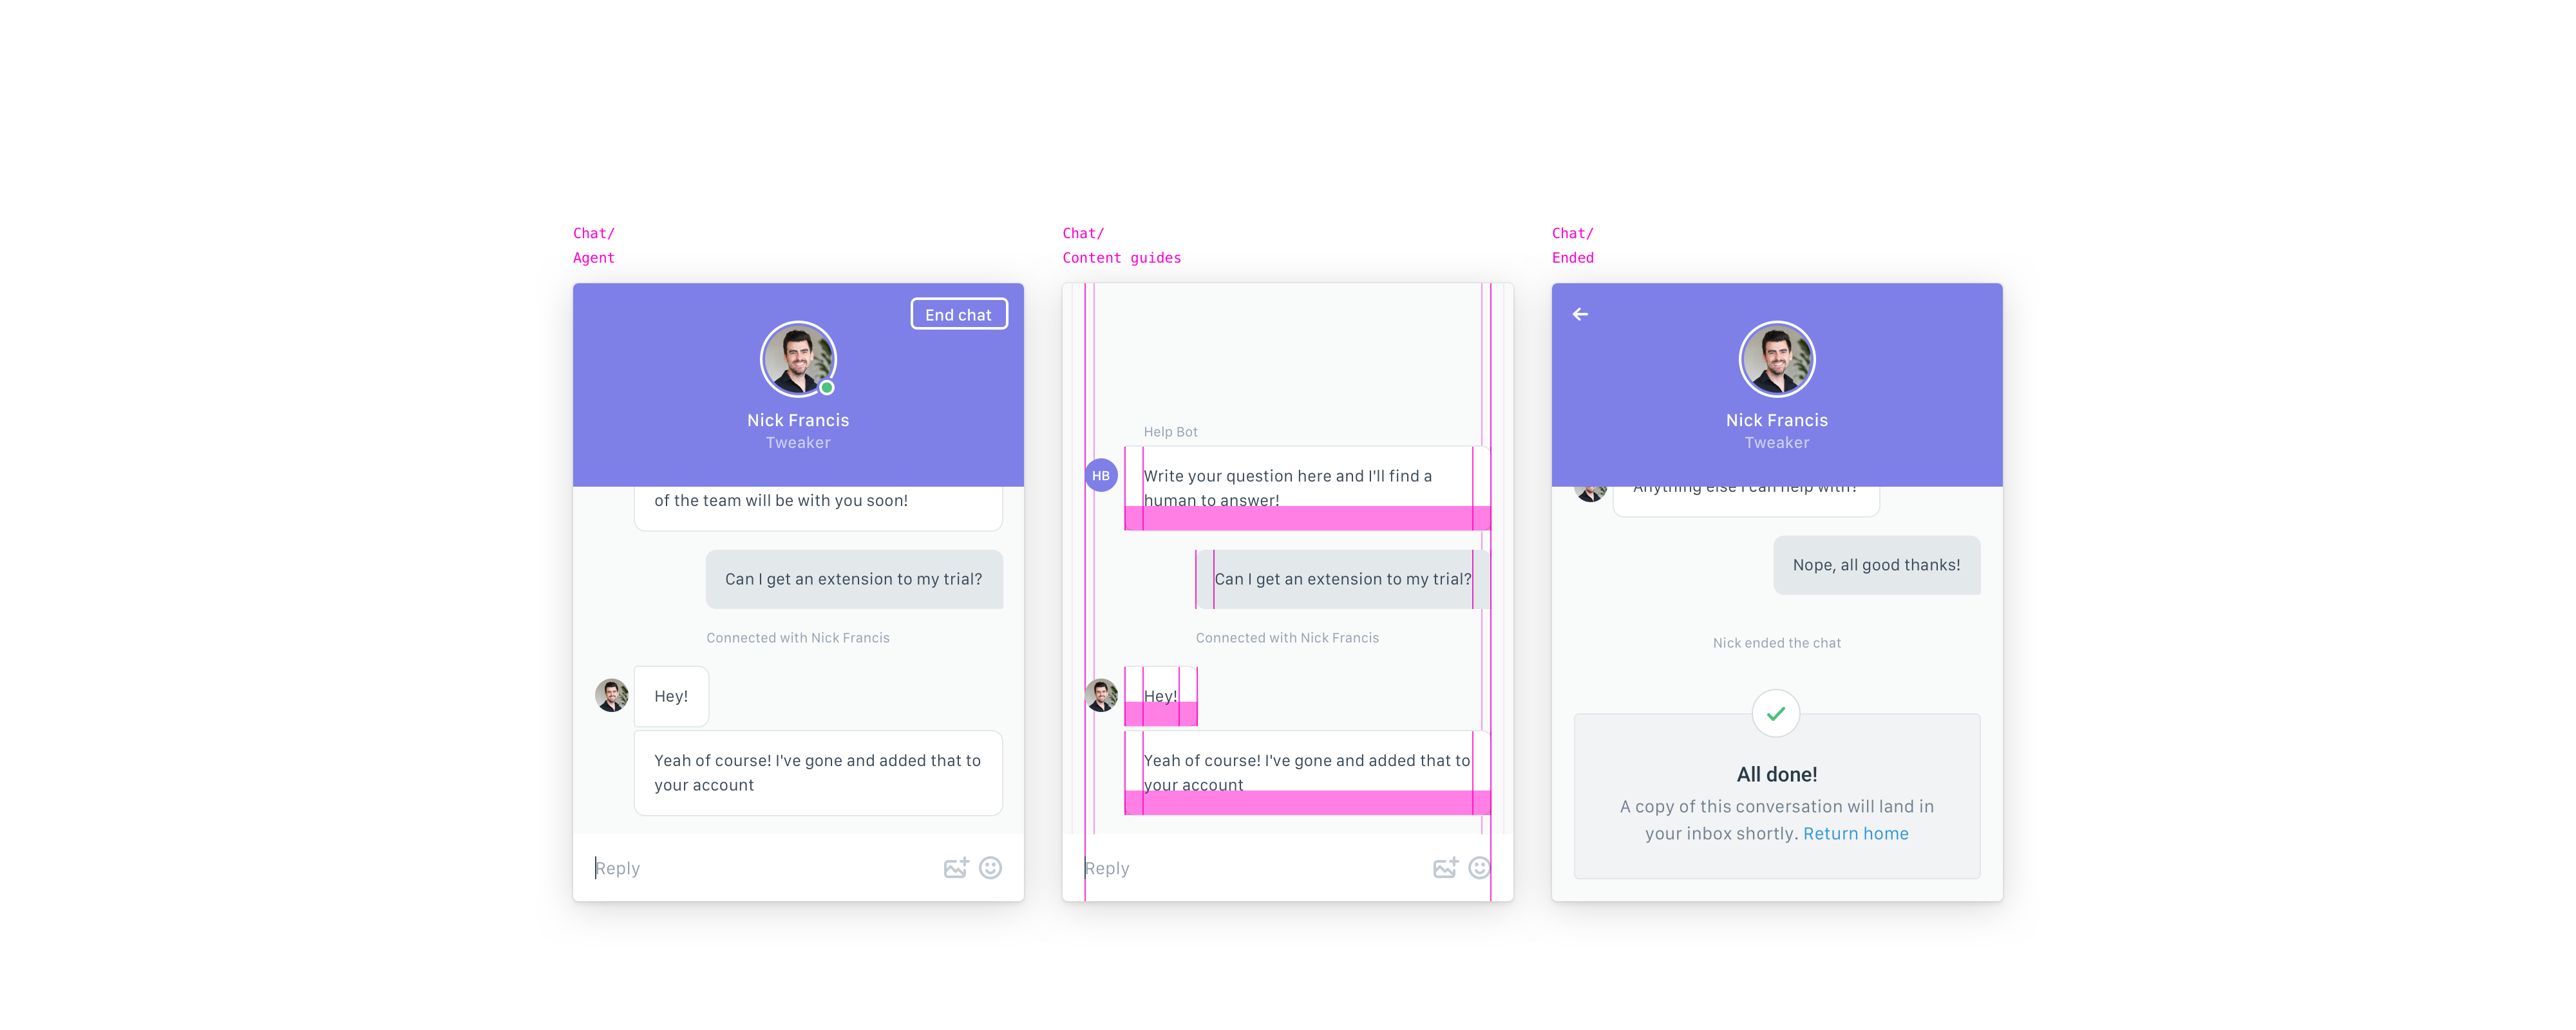 Chat/
Agent
End chat
Nick Francis
Tweaker
of the team will be with you soon!
Can I get an extension to my trial?
Connected with Nick Francis
Hey!
Yeah of course! I've gone and added that to
your account
Reply
Chat/
Content guides
Help Bot
HB
Write your question here and I'll find a
human to answer!
Can I get an extension to my trial?
Connected with Nick Francis
Hey!
Yeah of course! I've gone and added that to
your account
Reply
Chat/
Ended
Nick Francis
Tweaker
Anything else I can help with?
Nope, all good thanks!
Nick ended the chat
All done!
A copy of this conversation will land in
your inbox shortly. Return home